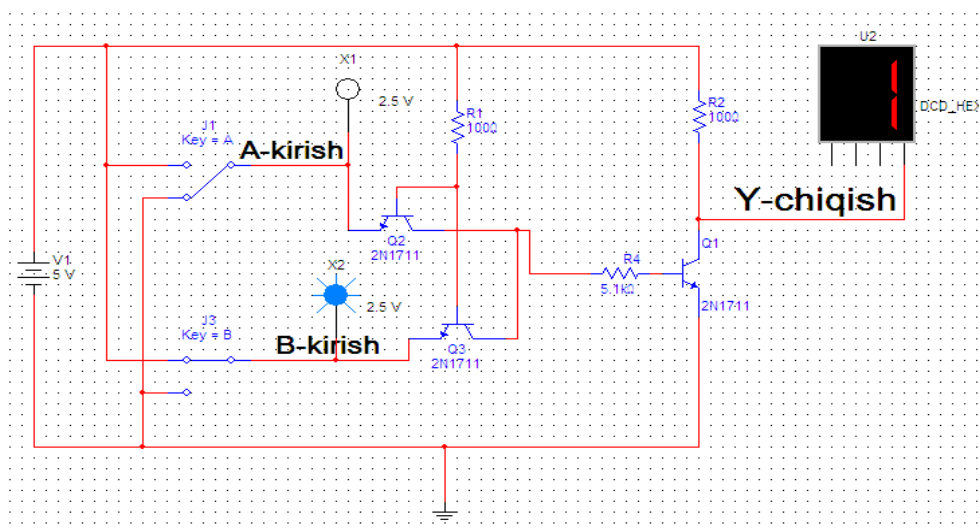 U2
X1
2.5 V
R1
100Ω
R2
100Ω
DCD_HEX
J1
Key = A
A-kirish
Y-chiqish
Q2
2N1711
Q1
V1
5 V
X2
2.5 V
R4
5.1kΩ
2N1711
J3
Key = B
B-kirish
Q3
2N1711
1